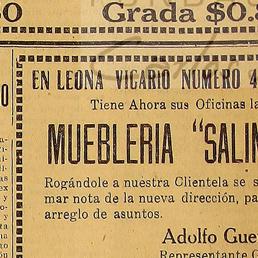 Grada $0.
EN LEONA VICARIO NUMERO 4
Tiene Ahora sus Oficinas la
MUEBLERIA "SALIN
Rogándole a nuestra Clientela se s
mar nota de la nueva dirección, pa
arreglo de asuntos.
Adolfo Gue
Representante G